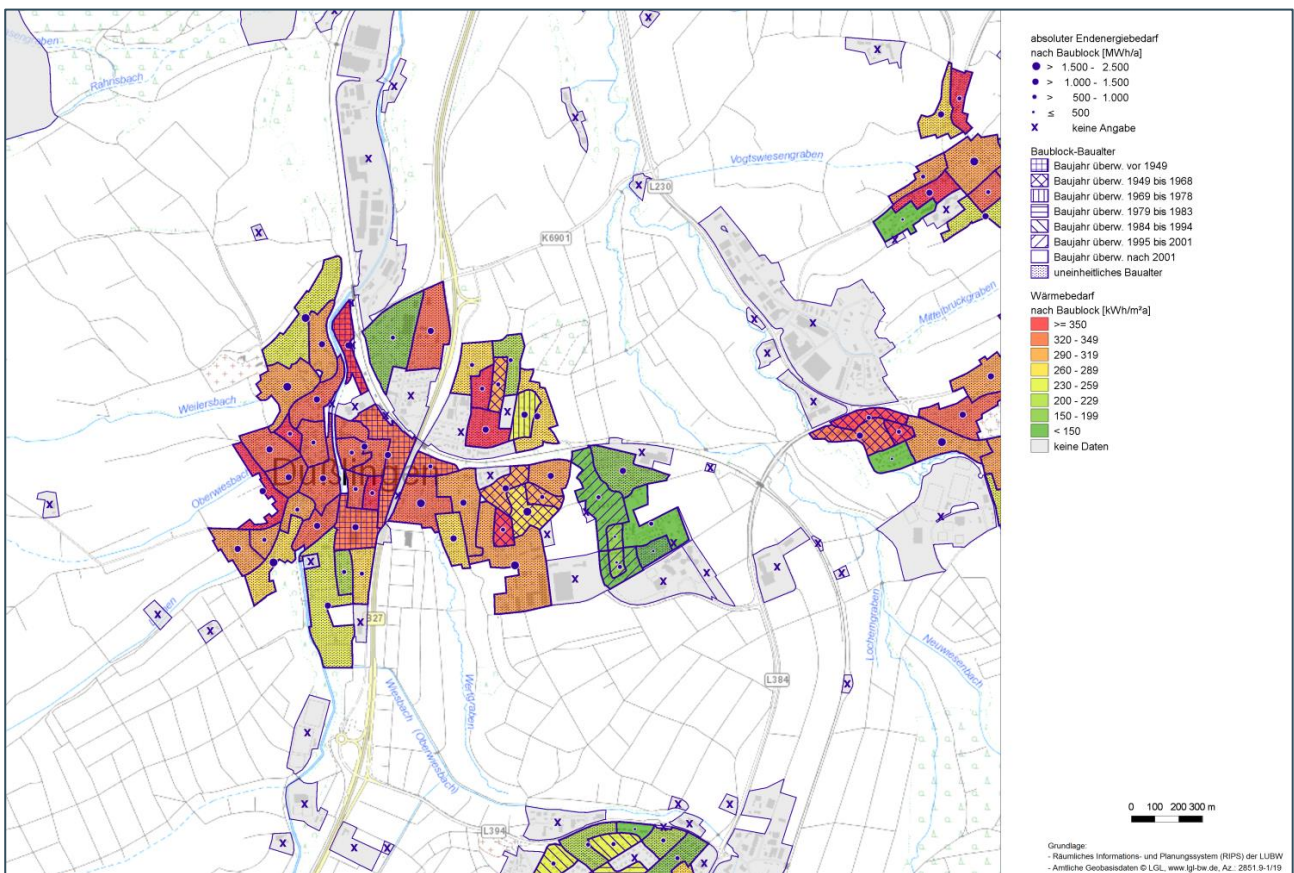 absoluter Endenergiebedarf
nach Baublock [MWh/a]
> 1.500 - 2.500
> 1.000 - 1.500
> 500 - 1.000
≤ 500
x keine Angabe
Baublock-Baualter
Baujahr überw. vor 1949
Baujahr überw. 1949 bis 1968
Baujahr überw. 1969 bis 1978
Baujahr überw. 1979 bis 1983
Baujahr überw. 1984 bis 1994
Baujahr überw. 1995 bis 2001
Baujahr überw. nach 2001
uneinheitliches Baualter
Wärmebedarf
nach Baublock [kWh/m²a]
>= 350
320 - 349
290 - 319
260 - 289
230 - 259
200 - 229
150 - 199
< 150
keine Daten
Rahnsbach
Vogtswiesengraben
L230
K6901
Mittelbruckgraben
Weilersbach
Dußlingen
Oberwiesbach
B27
Locherngraben
Neuwiesenbach
L384
Wiesbach (Oberwiesbach)
L394
0 100 200 300 m
Grundlage:
- Räumliches Informations- und Planungssystem (RIPS) der LUBW
- Amtliche Geobasisdaten © LGL, www.lgl-bw.de, Az.: 2851.9-1/19